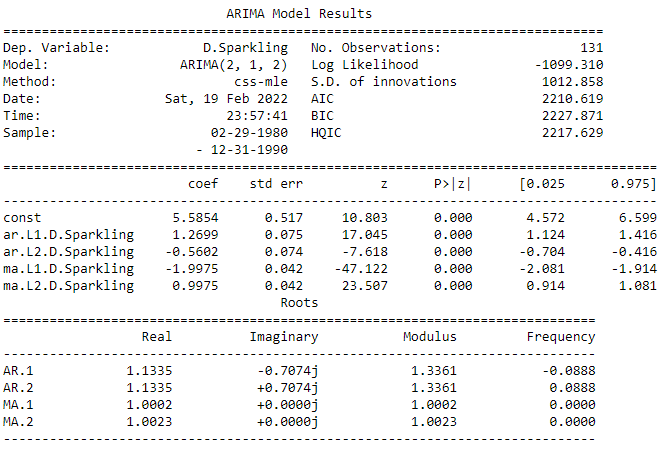 ARIMA Model Results
==============================================================================
Dep. Variable: D.Sparkling No. Observations: 131
Model: ARIMA(2, 1, 2) Log Likelihood -1099.310
Method: css-mle S.D. of innovations 1012.858
Date: Sat, 19 Feb 2022 AIC 2210.619
Time: 23:57:41 BIC 2227.871
Sample: 02-29-1980 HQIC 2217.629
- 12-31-1990
=====================================================================================
coef std err z P>|z| [0.025 0.975]
-------------------------------------------------------------------------------------
const 5.5854 0.517 10.803 0.000 4.572 6.599
ar.L1.D.Sparkling 1.2699 0.075 17.045 0.000 1.124 1.416
ar.L2.D.Sparkling -0.5602 0.074 -7.618 0.000 -0.704 -0.416
ma.L1.D.Sparkling -1.9975 0.042 -47.122 0.000 -2.081 -1.914
ma.L2.D.Sparkling 0.9975 0.042 23.507 0.000 0.914 1.081
Roots
=============================================================================
Real Imaginary Modulus Frequency
-----------------------------------------------------------------------------
AR.1 1.1335 -0.7074j 1.3361 -0.0888
AR.2 1.1335 +0.7074j 1.3361 0.0888
MA.1 1.0002 +0.0000j 1.0002 0.0000
MA.2 1.0023 +0.0000j 1.0023 0.0000
-----------------------------------------------------------------------------